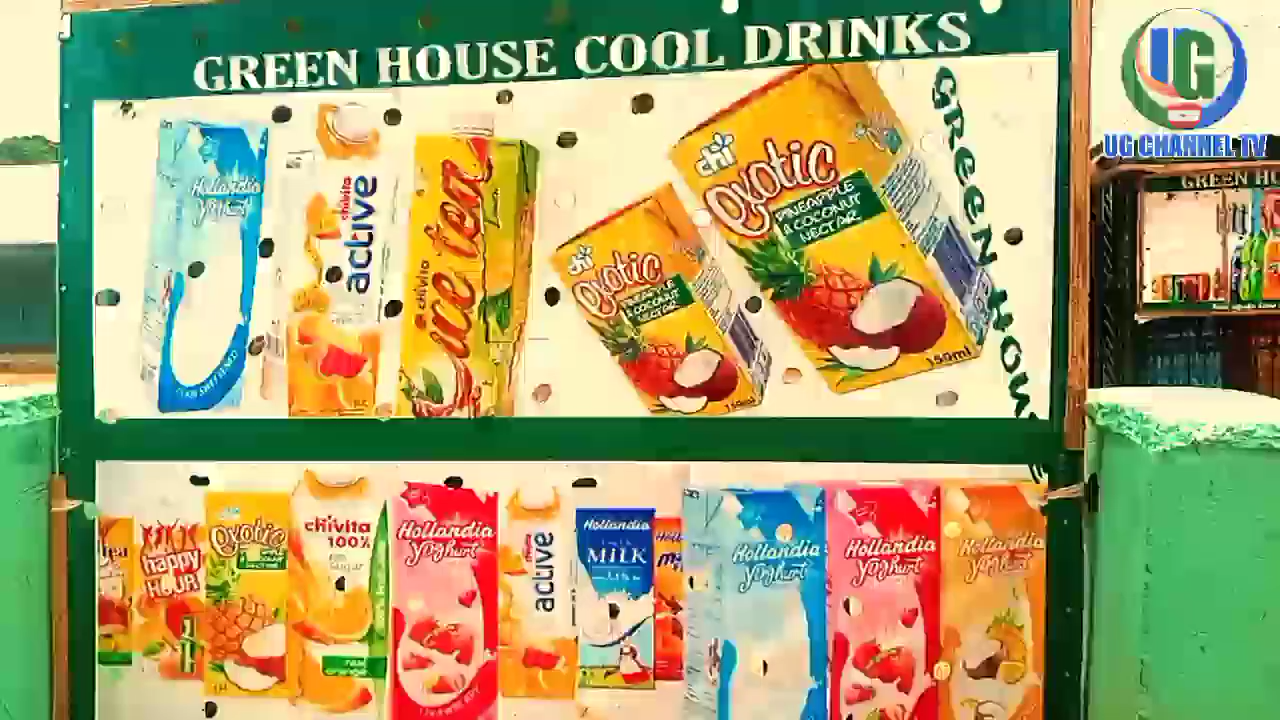 GREEN HOUSE COOL DRINKS
UG
UG CHANNEL TV
Hollandia
Yoghurt
chivita
active
chivita
ice tea
chi
exotic
PINEAPPLE
& COCONUT
NECTAR
150ml
chi
exotic
PINEAPPLE
& COCONUT
NECTAR
150ml
GREEN HOUS
GREEN HO
happy
HOUR
exotic
chivita
100%
Hollandia
Yoghurt
active
Hollandia
MILK
Hollandia
Yoghurt
Hollandia
Yoghurt
Hollandia
Yoghurt